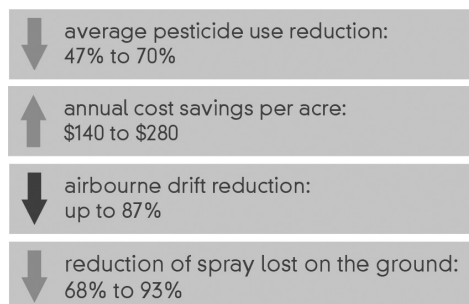 average pesticide use reduction:
47% to 70%
annual cost savings per acre:
$140 to $280
airbourne drift reduction:
up to 87%
reduction of spray lost on the ground:
68% to 93%